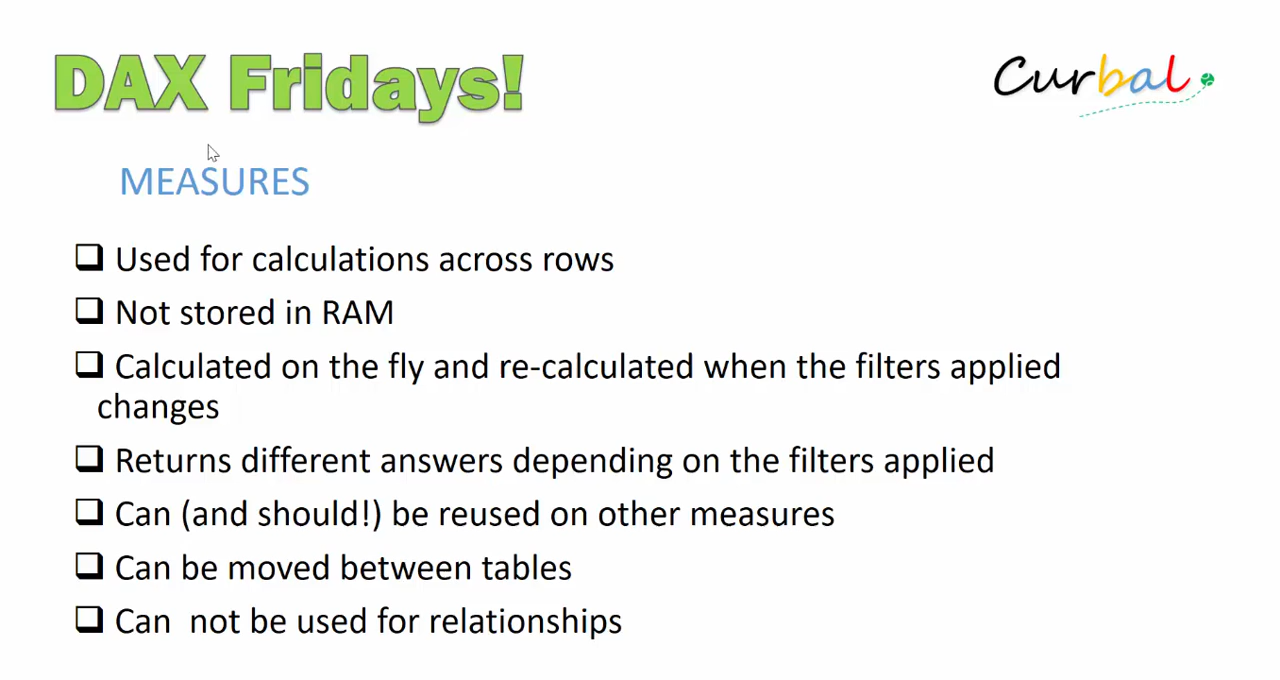 DAX Fridays!
Curbal
MEASURES
❑ Used for calculations across rows
❑ Not stored in RAM
❑ Calculated on the fly and re-calculated when the filters applied
changes
❑ Returns different answers depending on the filters applied
❑ Can (and should!) be reused on other measures
❑ Can be moved between tables
❑ Can  not be used for relationships